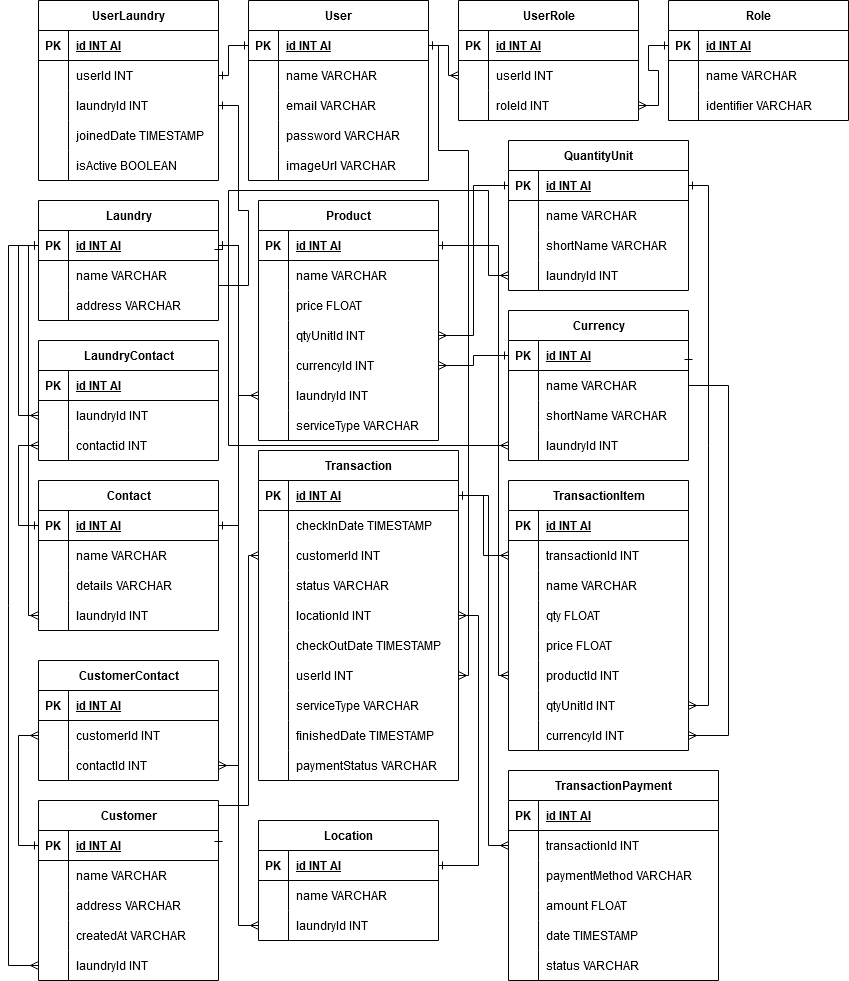 UserLaundry
PK id INT AI
userId INT
laundryId INT
joinedDate TIMESTAMP
isActive BOOLEAN
User
PK id INT AI
name VARCHAR
email VARCHAR
password VARCHAR
imageUrl VARCHAR
UserRole
PK id INT AI
userId INT
roleId INT
Role
PK id INT AI
name VARCHAR
identifier VARCHAR
QuantityUnit
PK id INT AI
name VARCHAR
shortName VARCHAR
laundryId INT
Laundry
PK id INT AI
name VARCHAR
address VARCHAR
Product
PK id INT AI
name VARCHAR
price FLOAT
qtyUnitId INT
currencyId INT
laundryId INT
serviceType VARCHAR
Currency
PK id INT AI
name VARCHAR
shortName VARCHAR
laundryId INT
LaundryContact
PK id INT AI
laundryId INT
contactid INT
Contact
PK id INT AI
name VARCHAR
details VARCHAR
laundryId INT
Transaction
PK id INT AI
checkInDate TIMESTAMP
customerId INT
status VARCHAR
locationId INT
checkOutDate TIMESTAMP
userId INT
serviceType VARCHAR
finishedDate TIMESTAMP
paymentStatus VARCHAR
TransactionItem
PK id INT AI
transactionId INT
name VARCHAR
qty FLOAT
price FLOAT
productId INT
qtyUnitId INT
currencyId INT
CustomerContact
PK id INT AI
customerId INT
contactId INT
Customer
PK id INT AI
name VARCHAR
address VARCHAR
createdAt VARCHAR
laundryId INT
Location
PK id INT AI
name VARCHAR
laundryId INT
TransactionPayment
PK id INT AI
transactionId INT
paymentMethod VARCHAR
amount FLOAT
date TIMESTAMP
status VARCHAR